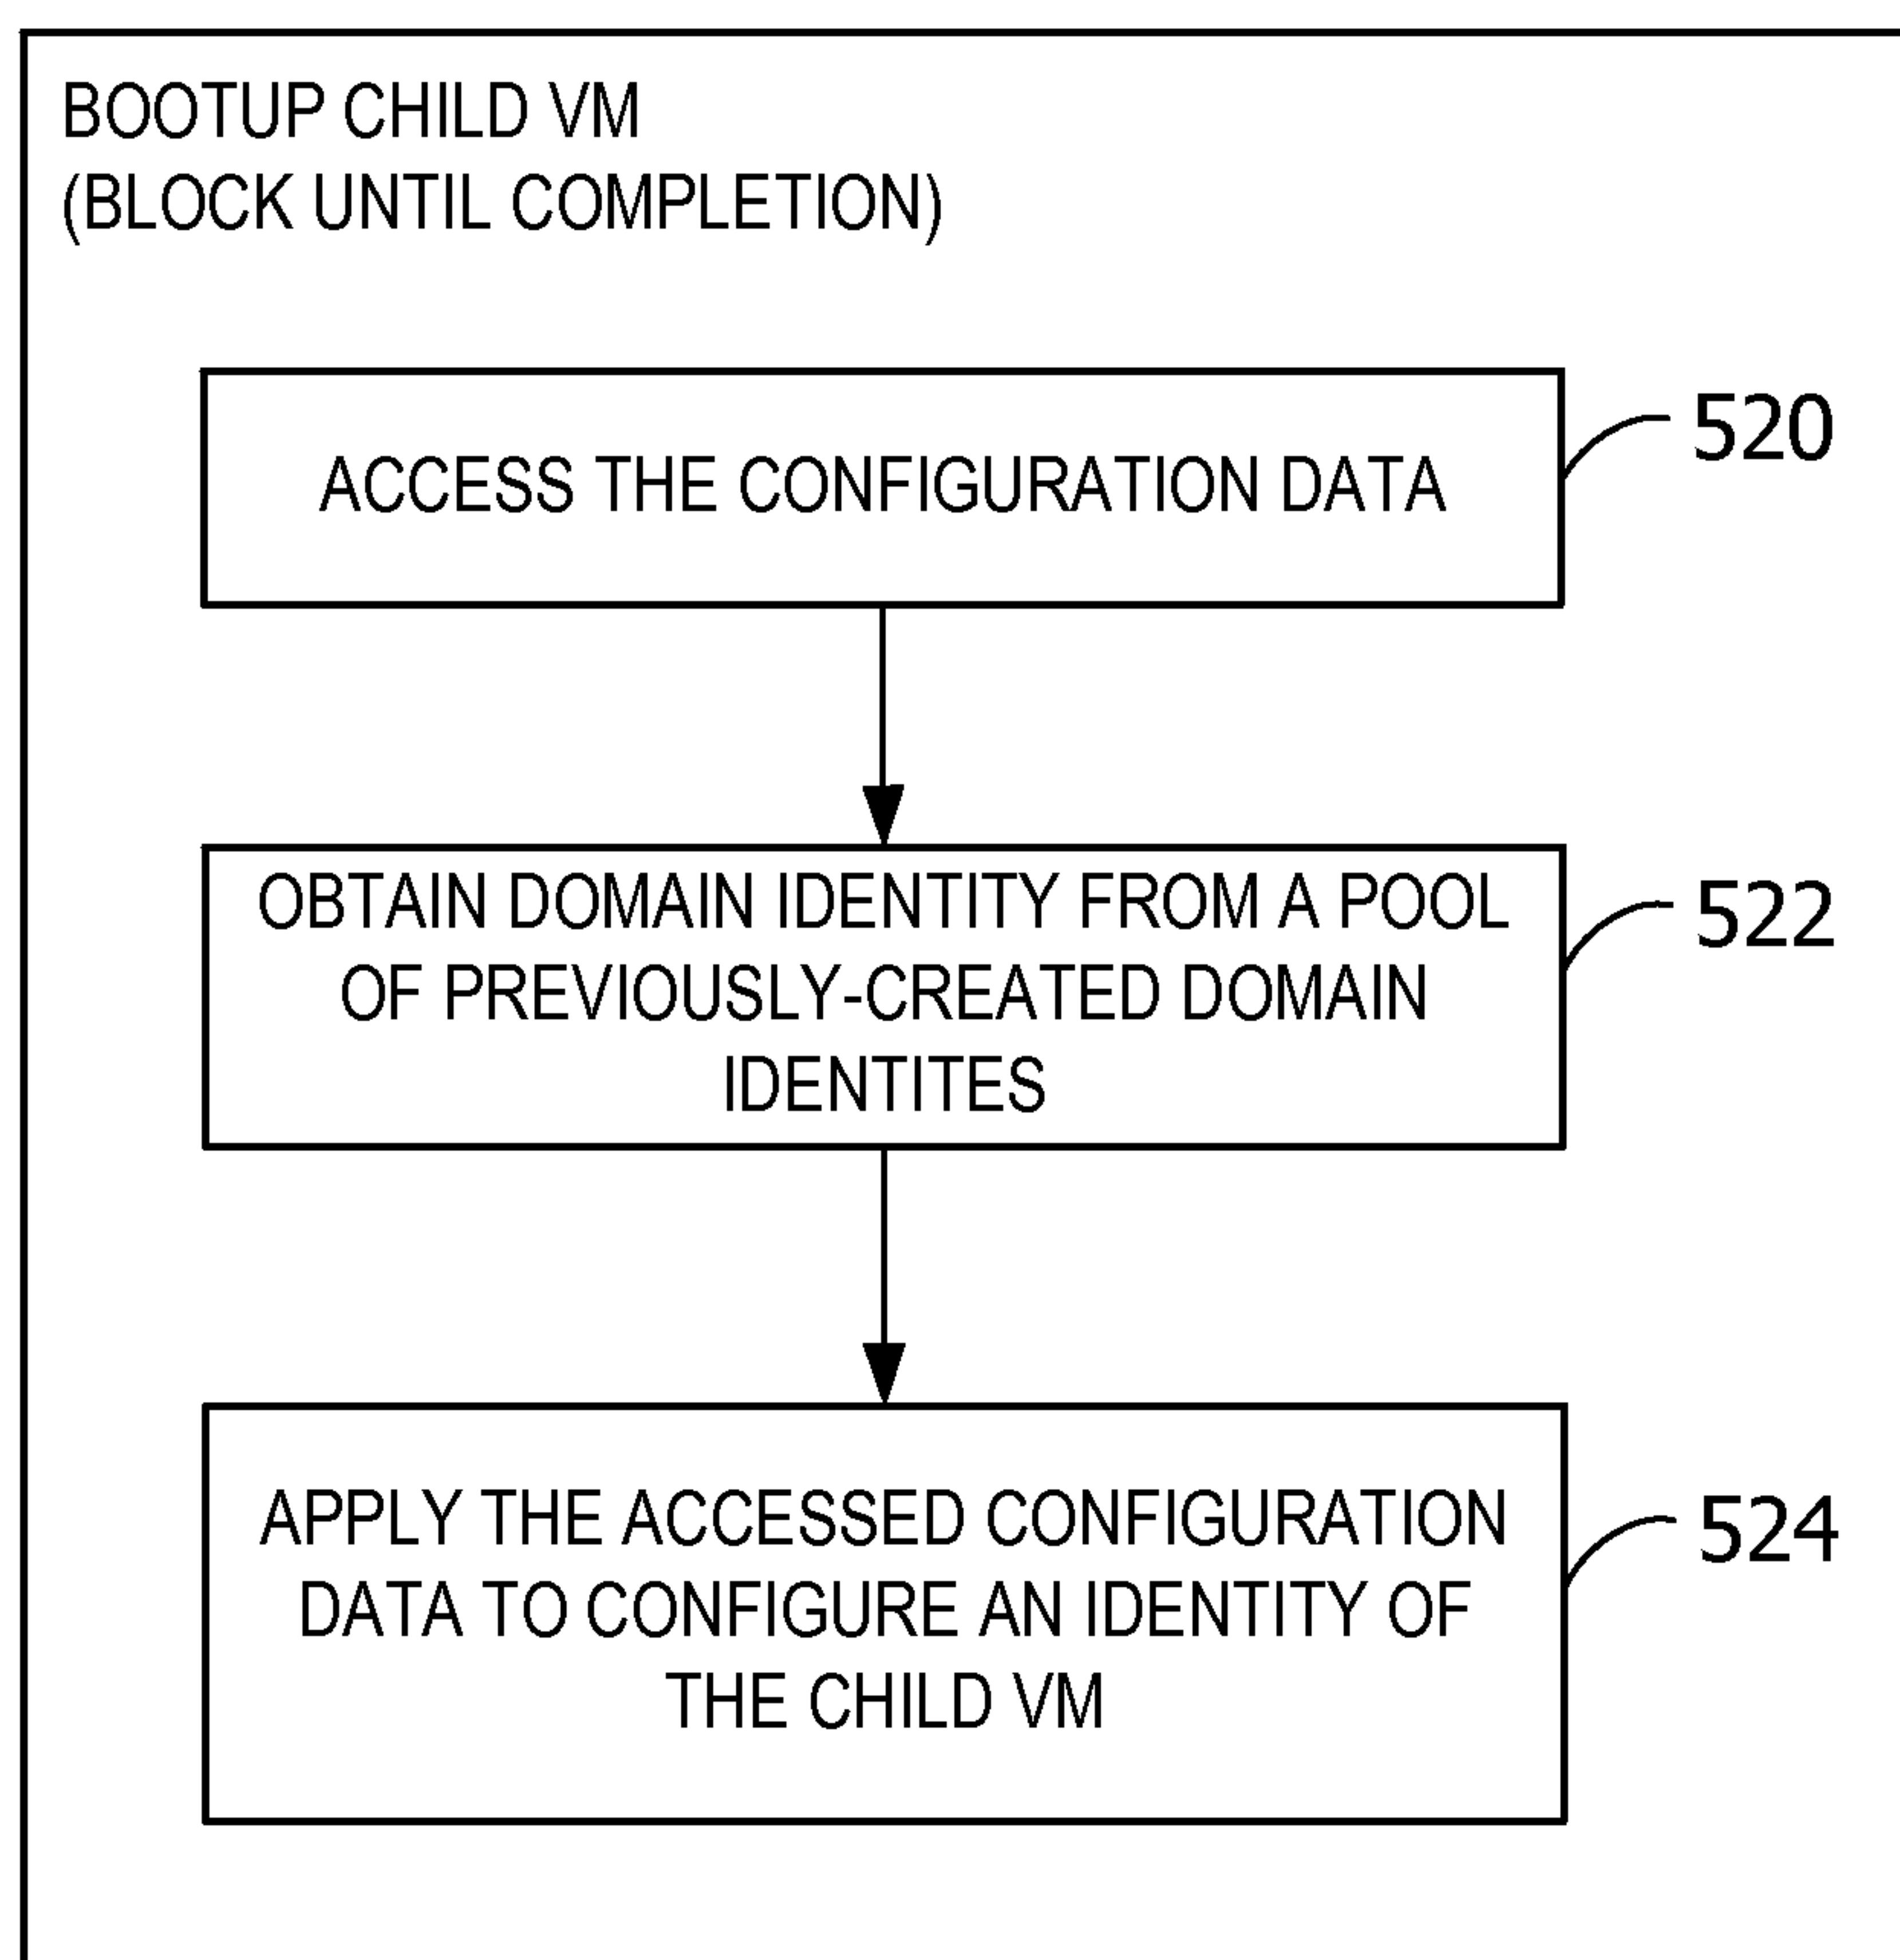 BOOTUP CHILD VM
(BLOCK UNTIL COMPLETION)
ACCESS THE CONFIGURATION DATA
520
OBTAIN DOMAIN IDENTITY FROM A POOL
OF PREVIOUSLY-CREATED DOMAIN
IDENTITES
522
APPLY THE ACCESSED CONFIGURATION
DATA TO CONFIGURE AN IDENTITY OF
THE CHILD VM
524